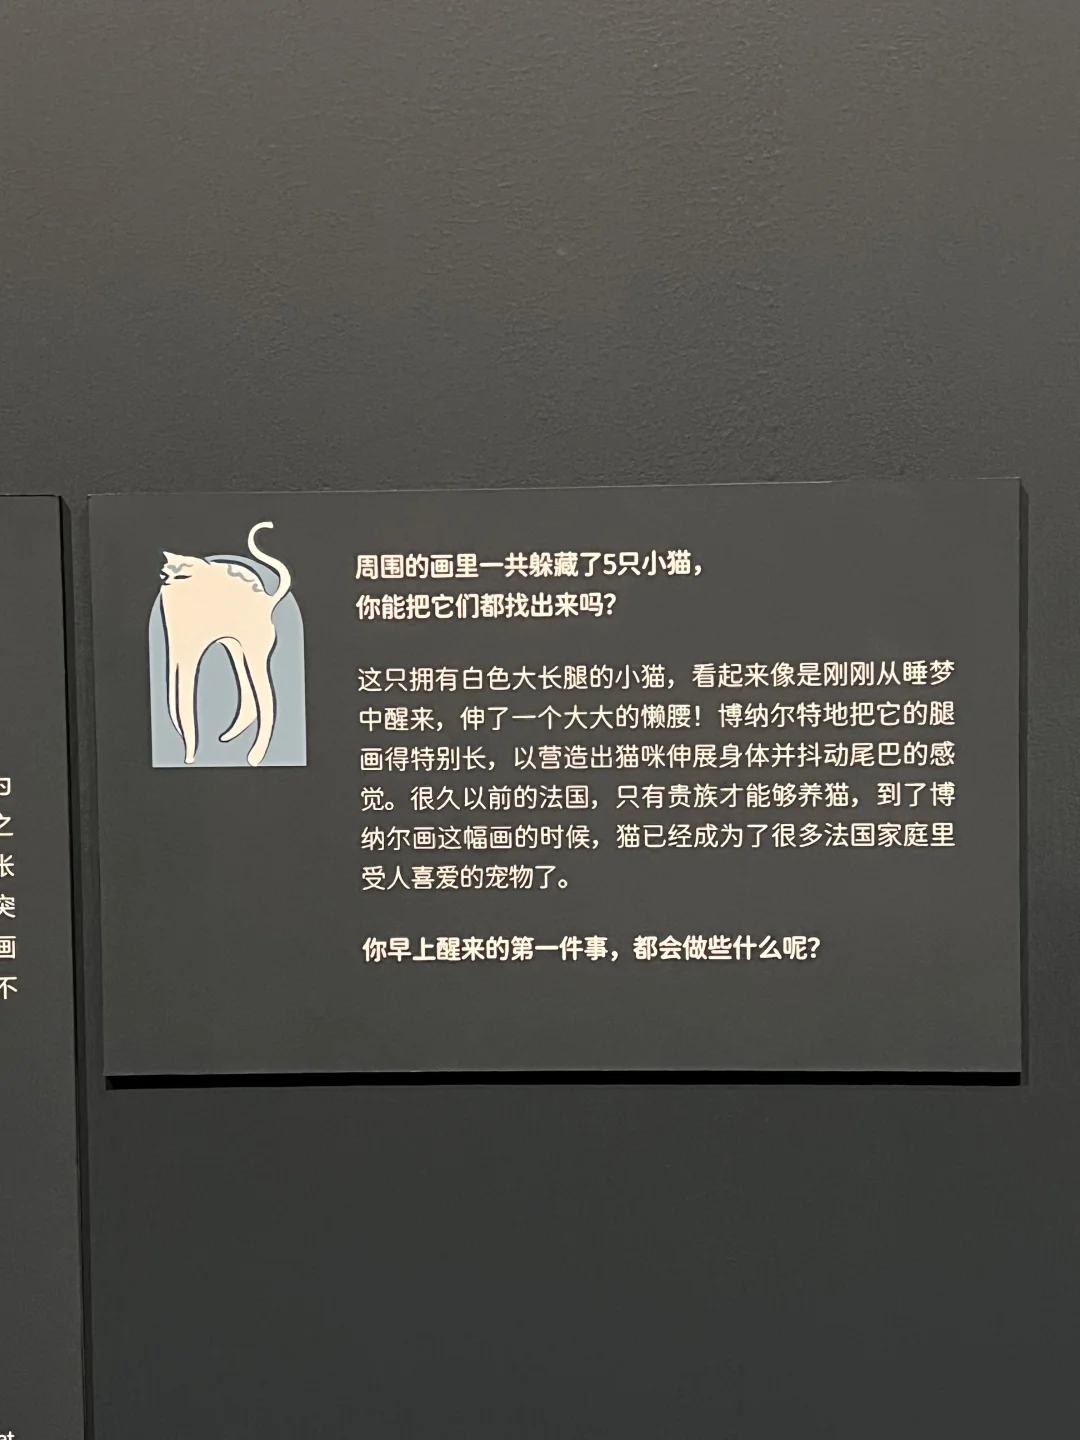 周围的画里一共躲藏了5只小猫，
你能把它们都找出来吗？
这只拥有白色大长腿的小猫，看起来像是刚刚从睡梦
中醒来，伸了一个大大的懒腰！博纳尔特地把它的腿
画得特别长，以营造出猫咪伸展身体并抖动尾巴的感
觉。很久以前的法国，只有贵族才能够养猫，到了博
纳尔画这幅画的时候，猫已经成为了很多法国家庭里
受人喜爱的宠物了。
你早上醒来的第一件事，都会做些什么呢？
之
张
突
画
不